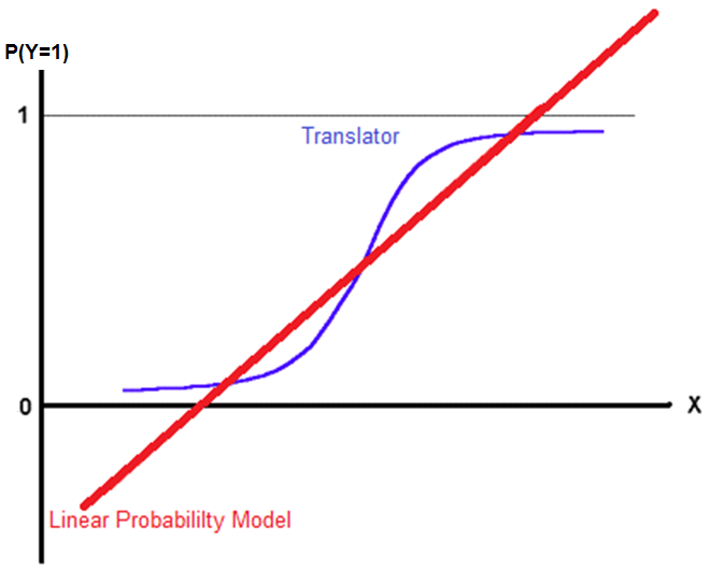 P(Y=1)
1
Translator
0
X
Linear Probabililty Model